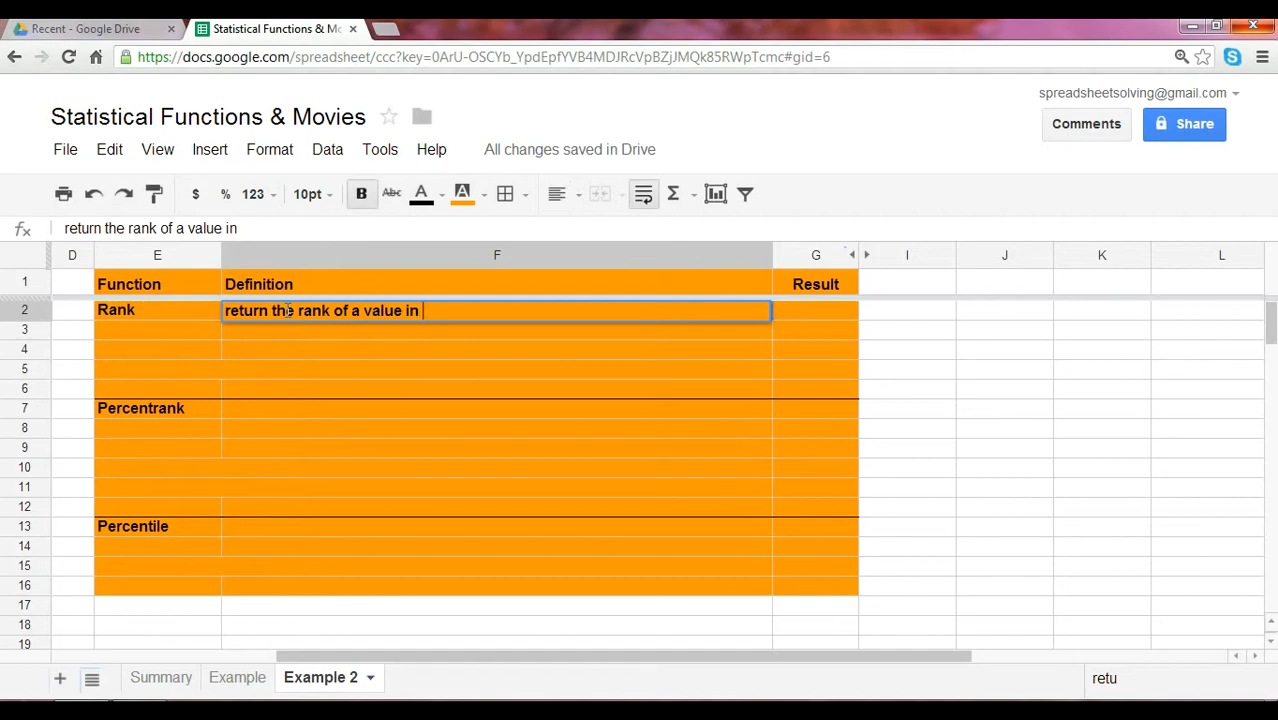 Recent - Google Drive
Statistical Functions & Mo
https://docs.google.com/spreadsheet/ccc?key=0ArU-OSCYb_YpdEpfYVB4MDJRcVpBZjJMQk85RWpTcmc#gid=6
spreadsheetsolving@gmail.com
Statistical Functions & Movies
Comments
Share
File Edit View Insert Format Data Tools Help All changes saved in Drive
$ % 123 10pt B Abc A A Σ
fx return the rank of a value in
D E F G I J K L
1 Function Definition Result
2 Rank return the rank of a value in
3
4
5
6
7 Percentrank
8
9
10
11
12
13 Percentile
14
15
16
17
18
19
+ Summary Example Example 2 retu